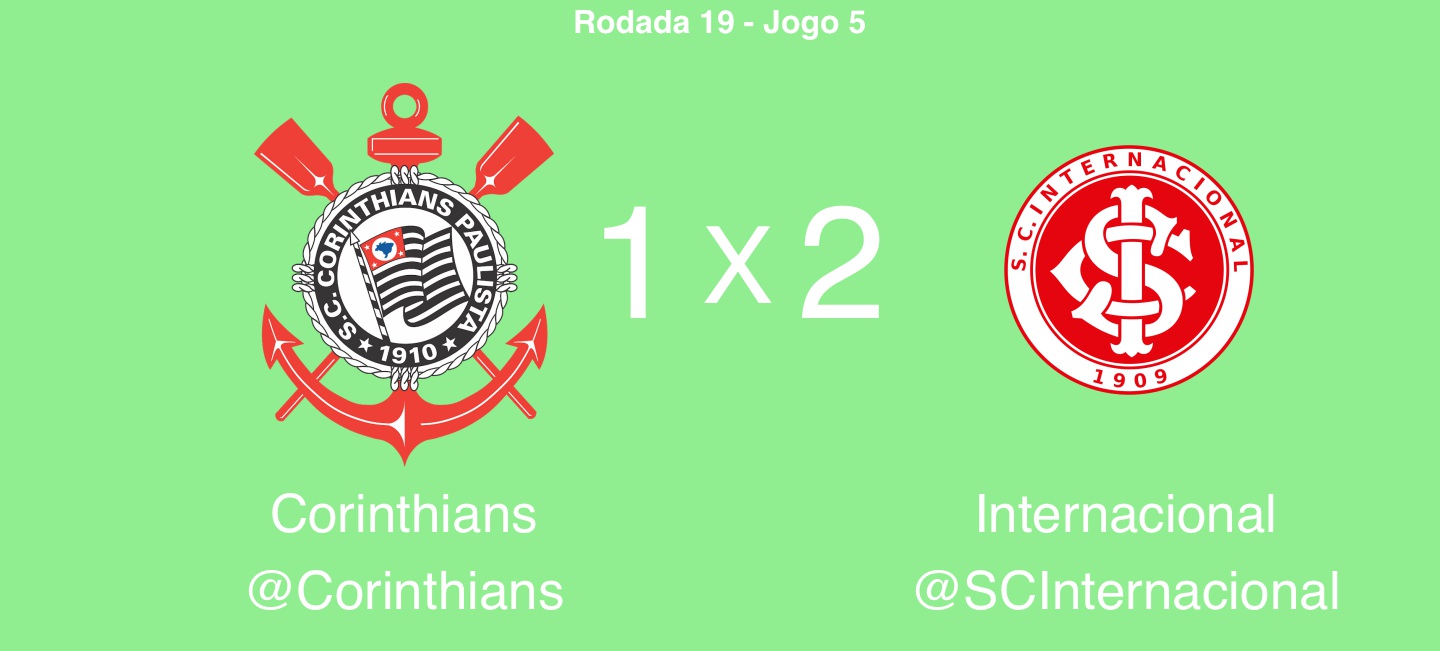 Rodada 19 - Jogo 5
S.C. CORINTHIANS PAULISTA
1910
1 x 2
S.C. INTERNACIONAL
1909
Corinthians
Internacional
@Corinthians
@SCInternacional